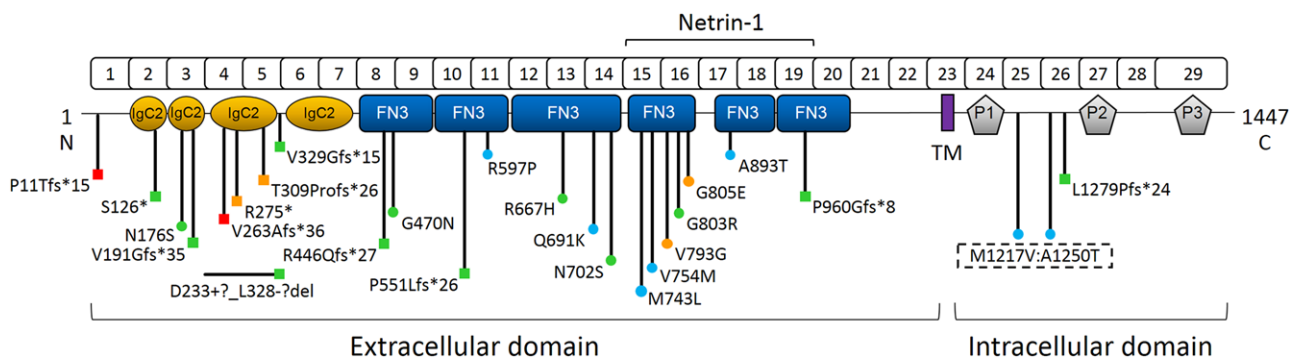 Netrin-1
1 2 3 4 5 6 7 8 9 10 11 12 13 14 15 16 17 18 19 20 21 22 23 24 25 26 27 28 29
1 IgC2 IgC2 IgC2 IgC2 FN3 FN3 FN3 FN3 FN3 FN3 P1 P2 P3 1447
N TM C
P11Tfs*15
S126*
N176S
V191Gfs*35
D233+?_L328-?del
V263Afs*36
R275*
T309Profs*26
V329Gfs*15
R446Qfs*27
G470N
P551Lfs*26
R597P
R667H
Q691K
N702S
M743L
V754M
V793G
G803R
G805E
A893T
P960Gfs*8
M1217V:A1250T
L1279Pfs*24
Extracellular domain
Intracellular domain